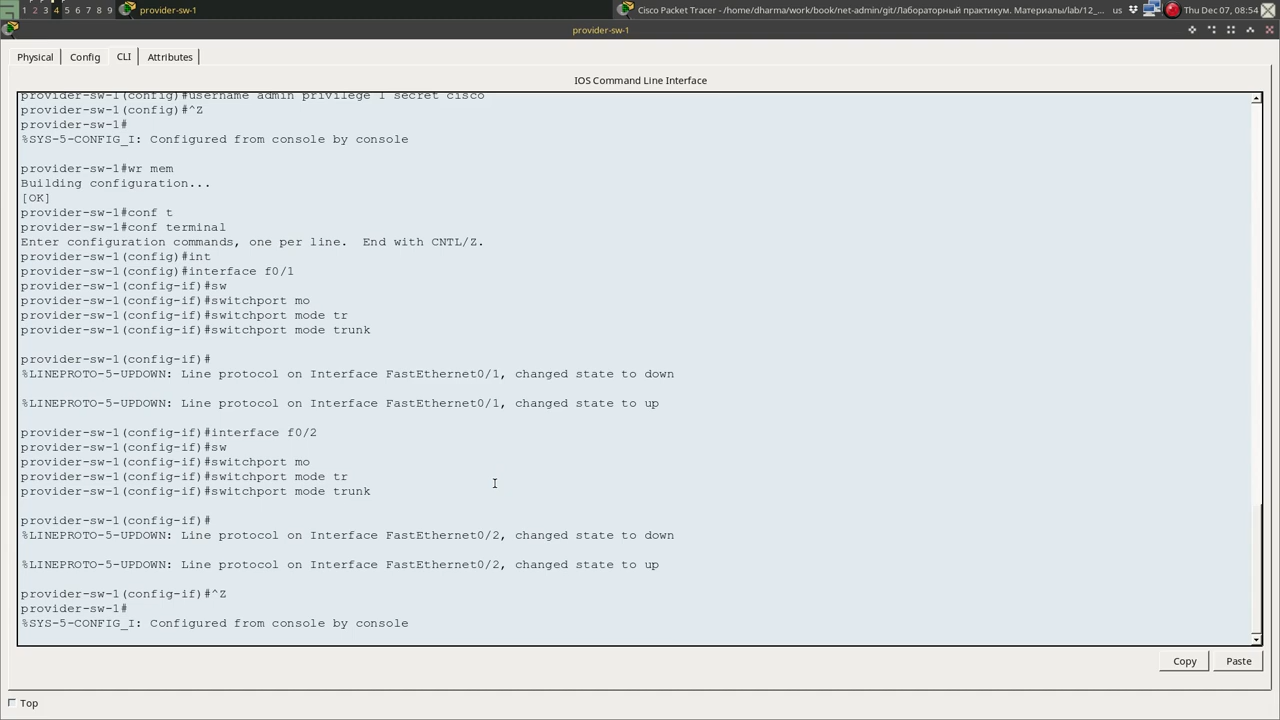 1 2 3 4 5 6 7 8 9 provider-sw-1 Cisco Packet Tracer - /home/dharma/work/book/net-admin/git/Лабораторный практикум. Материалы/lab/12_... us Thu Dec 07, 08:54
provider-sw-1
Physical Config CLI Attributes
IOS Command Line Interface
provider-sw-1(config)#username admin privilege 1 secret cisco
provider-sw-1(config)#^Z
provider-sw-1#
%SYS-5-CONFIG_I: Configured from console by console
provider-sw-1#wr mem
Building configuration...
[OK]
provider-sw-1#conf t
provider-sw-1#conf terminal
Enter configuration commands, one per line.  End with CNTL/Z.
provider-sw-1(config)#int
provider-sw-1(config)#interface f0/1
provider-sw-1(config-if)#sw
provider-sw-1(config-if)#switchport mo
provider-sw-1(config-if)#switchport mode tr
provider-sw-1(config-if)#switchport mode trunk
provider-sw-1(config-if)#
%LINEPROTO-5-UPDOWN: Line protocol on Interface FastEthernet0/1, changed state to down
%LINEPROTO-5-UPDOWN: Line protocol on Interface FastEthernet0/1, changed state to up
provider-sw-1(config-if)#interface f0/2
provider-sw-1(config-if)#sw
provider-sw-1(config-if)#switchport mo
provider-sw-1(config-if)#switchport mode tr
provider-sw-1(config-if)#switchport mode trunk
provider-sw-1(config-if)#
%LINEPROTO-5-UPDOWN: Line protocol on Interface FastEthernet0/2, changed state to down
%LINEPROTO-5-UPDOWN: Line protocol on Interface FastEthernet0/2, changed state to up
provider-sw-1(config-if)#^Z
provider-sw-1#
%SYS-5-CONFIG_I: Configured from console by console
Copy Paste
Top